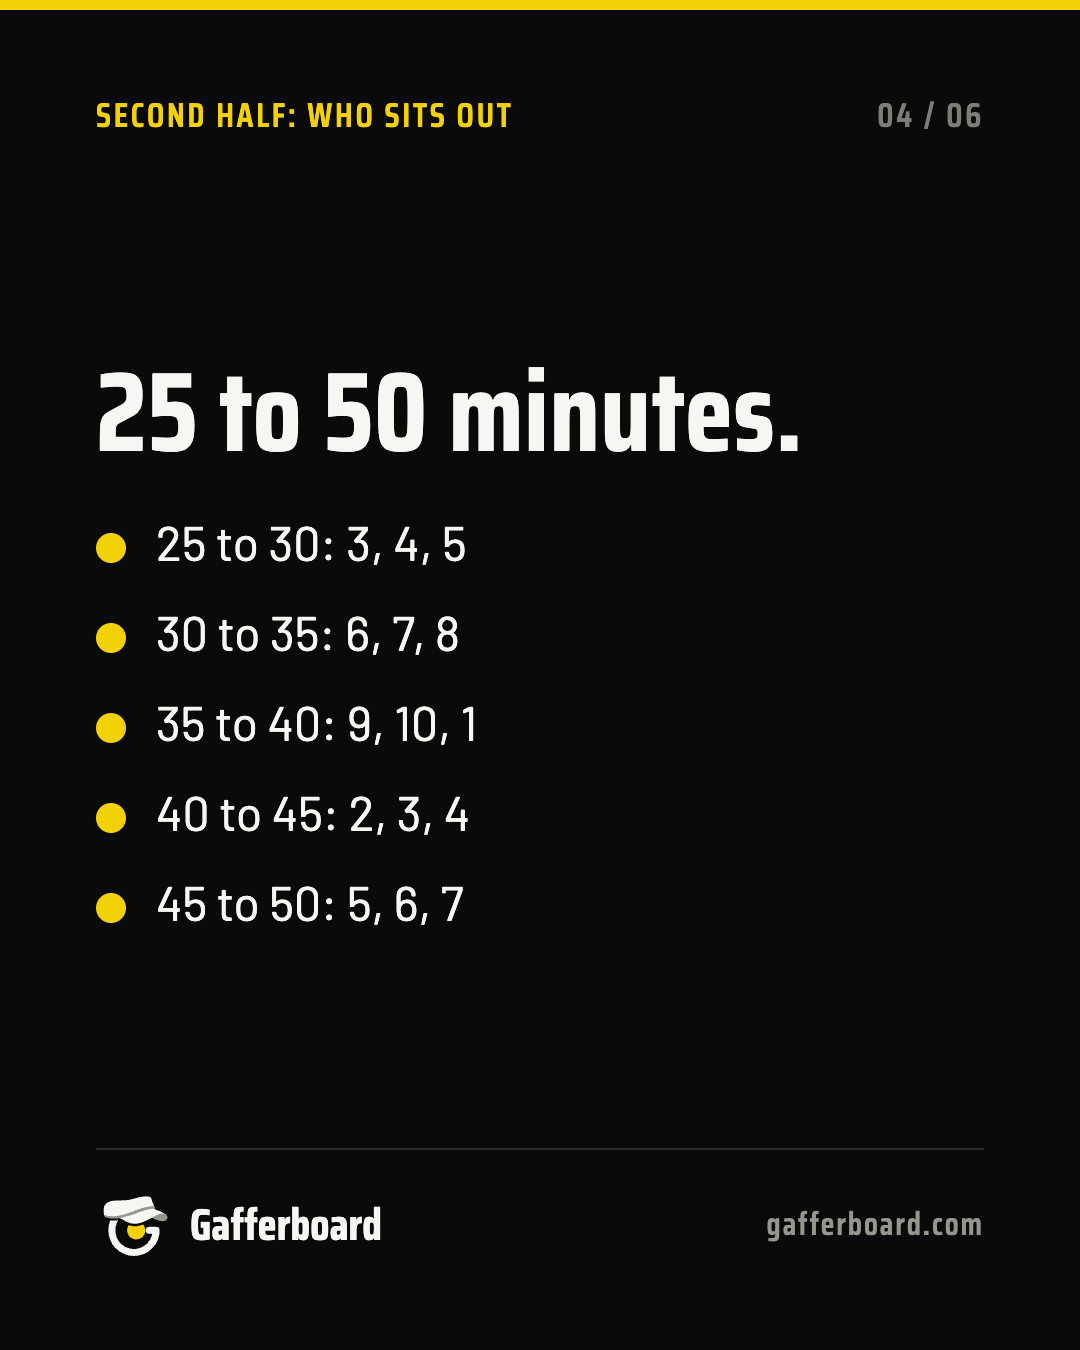 SECOND HALF: WHO SITS OUT
04 / 06
25 to 50 minutes.
25 to 30: 3, 4, 5
30 to 35: 6, 7, 8
35 to 40: 9, 10, 1
40 to 45: 2, 3, 4
45 to 50: 5, 6, 7
Gafferboard
gafferboard.com